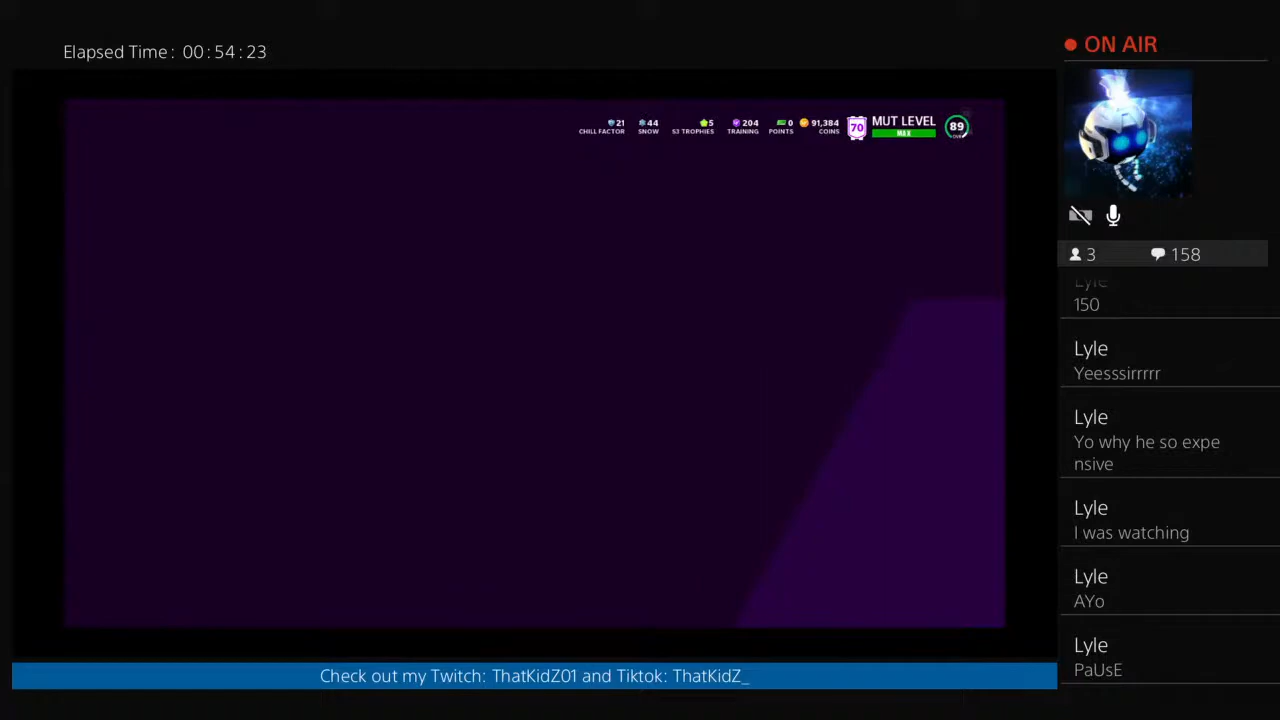 Elapsed Time: 00:54:23
ON AIR
21 44 5 204 0 91,384
CHILL FACTOR SNOW S3 TROPHIES TRAINING POINTS COINS
70 MUT LEVEL
MAX
89
OVR
3 158
Lyle
150
Lyle
Yeesssirrrrr
Lyle
Yo why he so expe
nsive
Lyle
I was watching
Lyle
AYo
Lyle
PaUsE
Check out my Twitch: ThatKidZ01 and Tiktok: ThatKidZ_